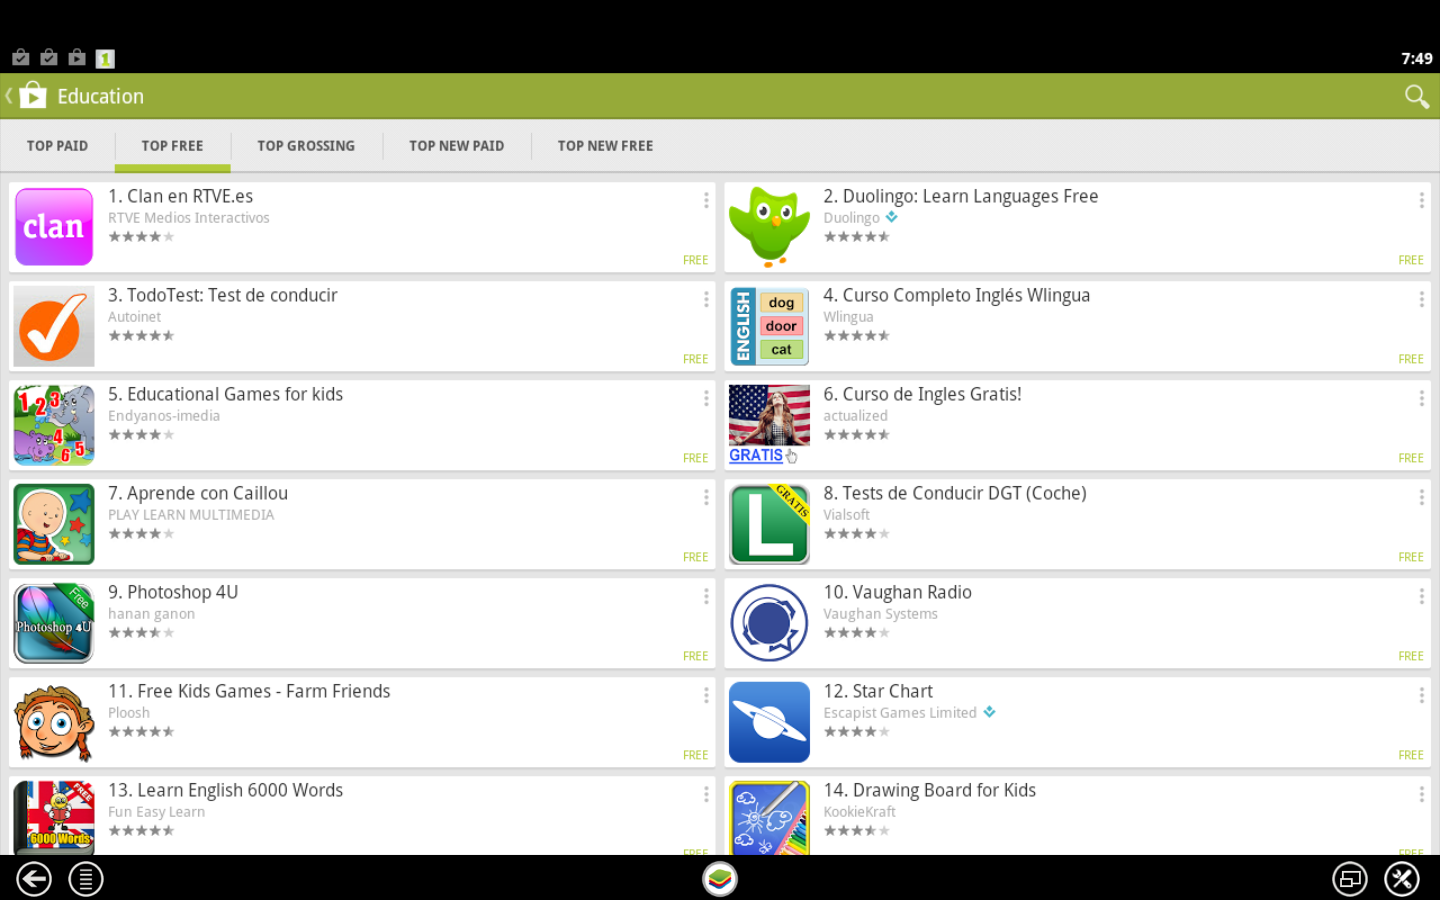 7:49
Education
TOP PAID
TOP FREE
TOP GROSSING
TOP NEW PAID
TOP NEW FREE
clan
1. Clan en RTVE.es
RTVE Medios Interactivos
FREE
2. Duolingo: Learn Languages Free
Duolingo
FREE
3. TodoTest: Test de conducir
Autoinet
FREE
ENGLISH
dog
door
cat
4. Curso Completo Inglés Wlingua
Wlingua
FREE
1 2 3
4
6 5
5. Educational Games for kids
Endyanos-imedia
FREE
GRATIS
6. Curso de Ingles Gratis!
actualized
FREE
7. Aprende con Caillou
PLAY LEARN MULTIMEDIA
FREE
GRATIS
L
8. Tests de Conducir DGT (Coche)
Vialsoft
FREE
Free
Photoshop 4U
9. Photoshop 4U
hanan ganon
FREE
10. Vaughan Radio
Vaughan Systems
FREE
11. Free Kids Games - Farm Friends
Ploosh
FREE
12. Star Chart
Escapist Games Limited
FREE
FREE
6000 Words
13. Learn English 6000 Words
Fun Easy Learn
FREE
14. Drawing Board for Kids
KookieKraft
FREE